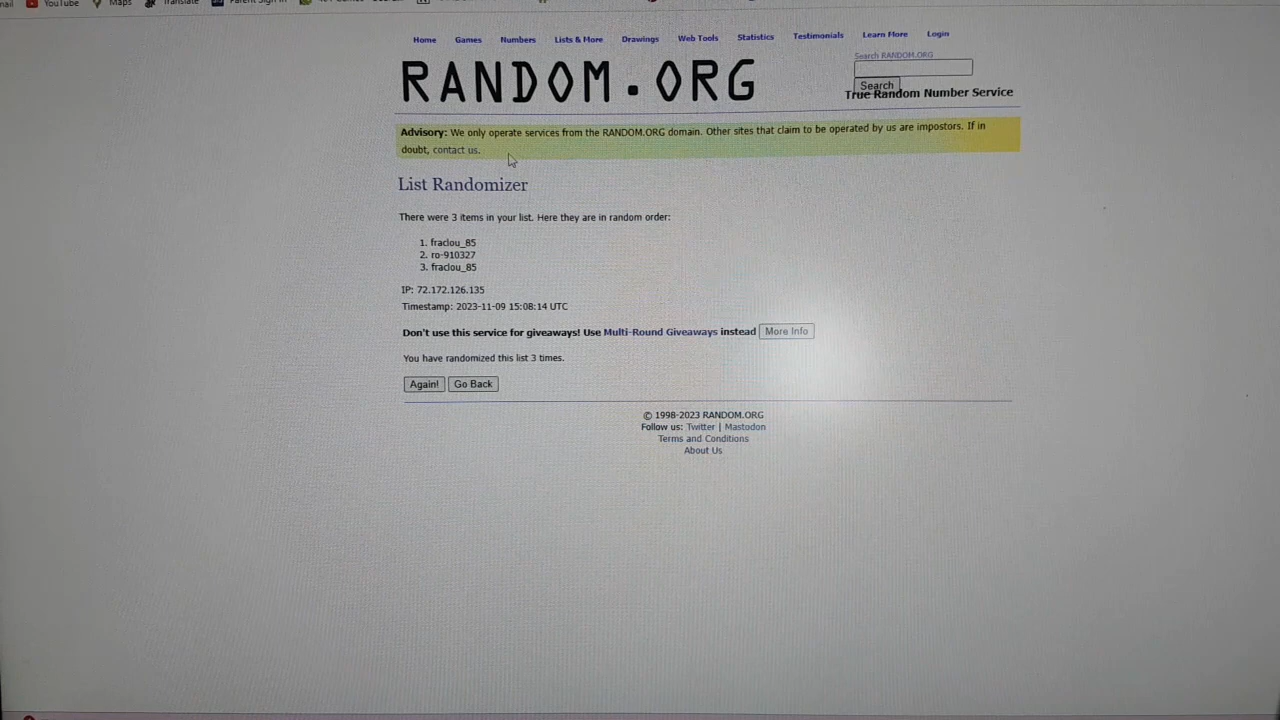 YouTube Maps Translate
Home Games Numbers Lists & More Drawings Web Tools Statistics Testimonials Learn More Login
RANDOM.ORG
Search RANDOM.ORG
Search
True Random Number Service
Advisory: We only operate services from the RANDOM.ORG domain. Other sites that claim to be operated by us are impostors. If in
doubt, contact us.
List Randomizer
There were 3 items in your list. Here they are in random order:
1. fraclou_85
2. ro-910327
3. fraclou_85
IP: 72.172.126.135
Timestamp: 2023-11-09 15:08:14 UTC
Don't use this service for giveaways! Use Multi-Round Giveaways instead More Info
You have randomized this list 3 times.
Again! Go Back
© 1998-2023 RANDOM.ORG
Follow us: Twitter | Mastodon
Terms and Conditions
About Us